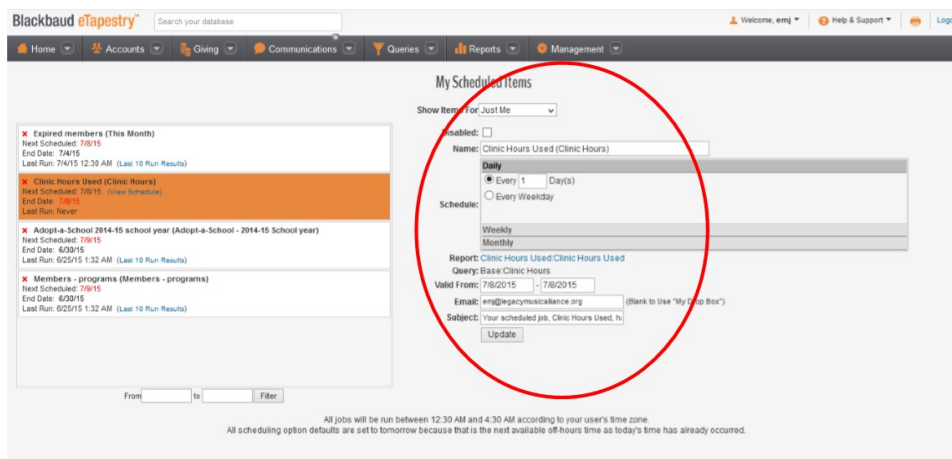 Blackbaud eTapestry™
Search your database
Welcome, emj
Help & Support
Home
Accounts
Giving
Communications
Queries
Reports
Management
My Scheduled Items
Show Items For Just Me
Expired members (This Month)
Next Scheduled: 7/8/15
End Date: 7/4/15
Last Run: 7/4/15 12:30 AM (Last 10 Run Results)
Clinic Hours Used (Clinic Hours)
Next Scheduled: 7/8/15 (View Schedule)
End Date: 7/8/15
Last Run: Never
Adopt-a-School 2014-15 school year (Adopt-a-School - 2014-15 School year)
Next Scheduled: 7/9/15
End Date: 6/30/15
Last Run: 6/25/15 1:32 AM (Last 10 Run Results)
Members - programs (Members - programs)
Next Scheduled: 7/9/15
End Date: 6/30/15
Last Run: 6/25/15 1:32 AM (Last 10 Run Results)
From to Filter
Disabled:
Name: Clinic Hours Used (Clinic Hours)
Schedule:
Daily
Every 1 Day(s)
Every Weekday
Weekly
Monthly
Report: Clinic Hours Used:Clinic Hours Used
Query: Base:Clinic Hours
Valid From: 7/8/2015 - 7/8/2015
Email: emj@legacymusicalliance.org (Blank to Use "My Drop Box")
Subject: Your scheduled job, Clinic Hours Used, h
Update
All jobs will be run between 12:30 AM and 4:30 AM according to your user's time zone.
All scheduling option defaults are set to tomorrow because that is the next available off-hours time as today's time has already occurred.